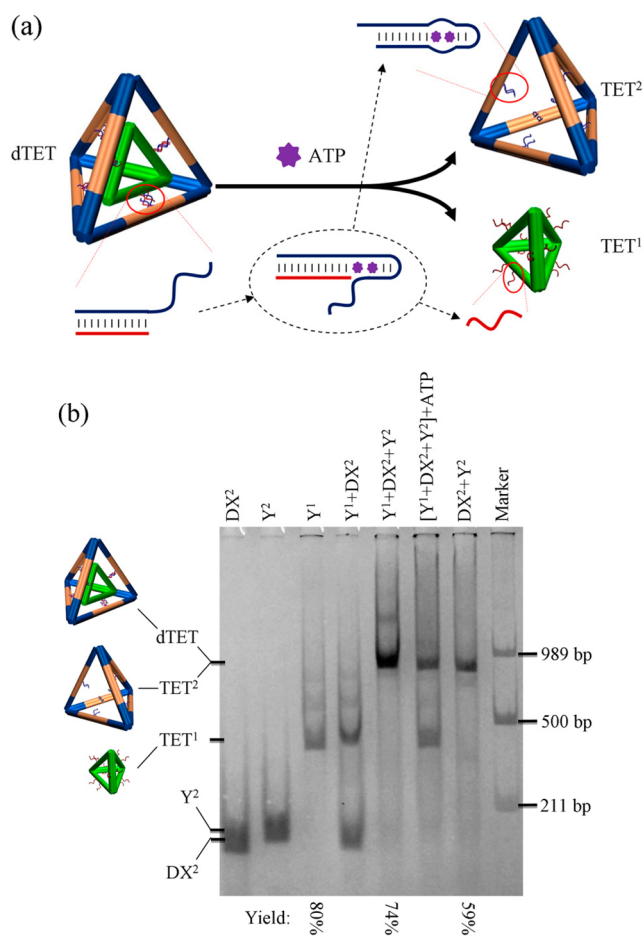 (a)
TET²
dTET
ATP
TET¹
(b)
DX²
Y²
Y¹
Y¹+DX²
Y¹+DX²+Y²
[Y¹+DX²+Y²]+ATP
DX²+Y²
Marker
dTET
989 bp
TET²
500 bp
TET¹
211 bp
Y²
DX²
Yield: 80% 74% 59%